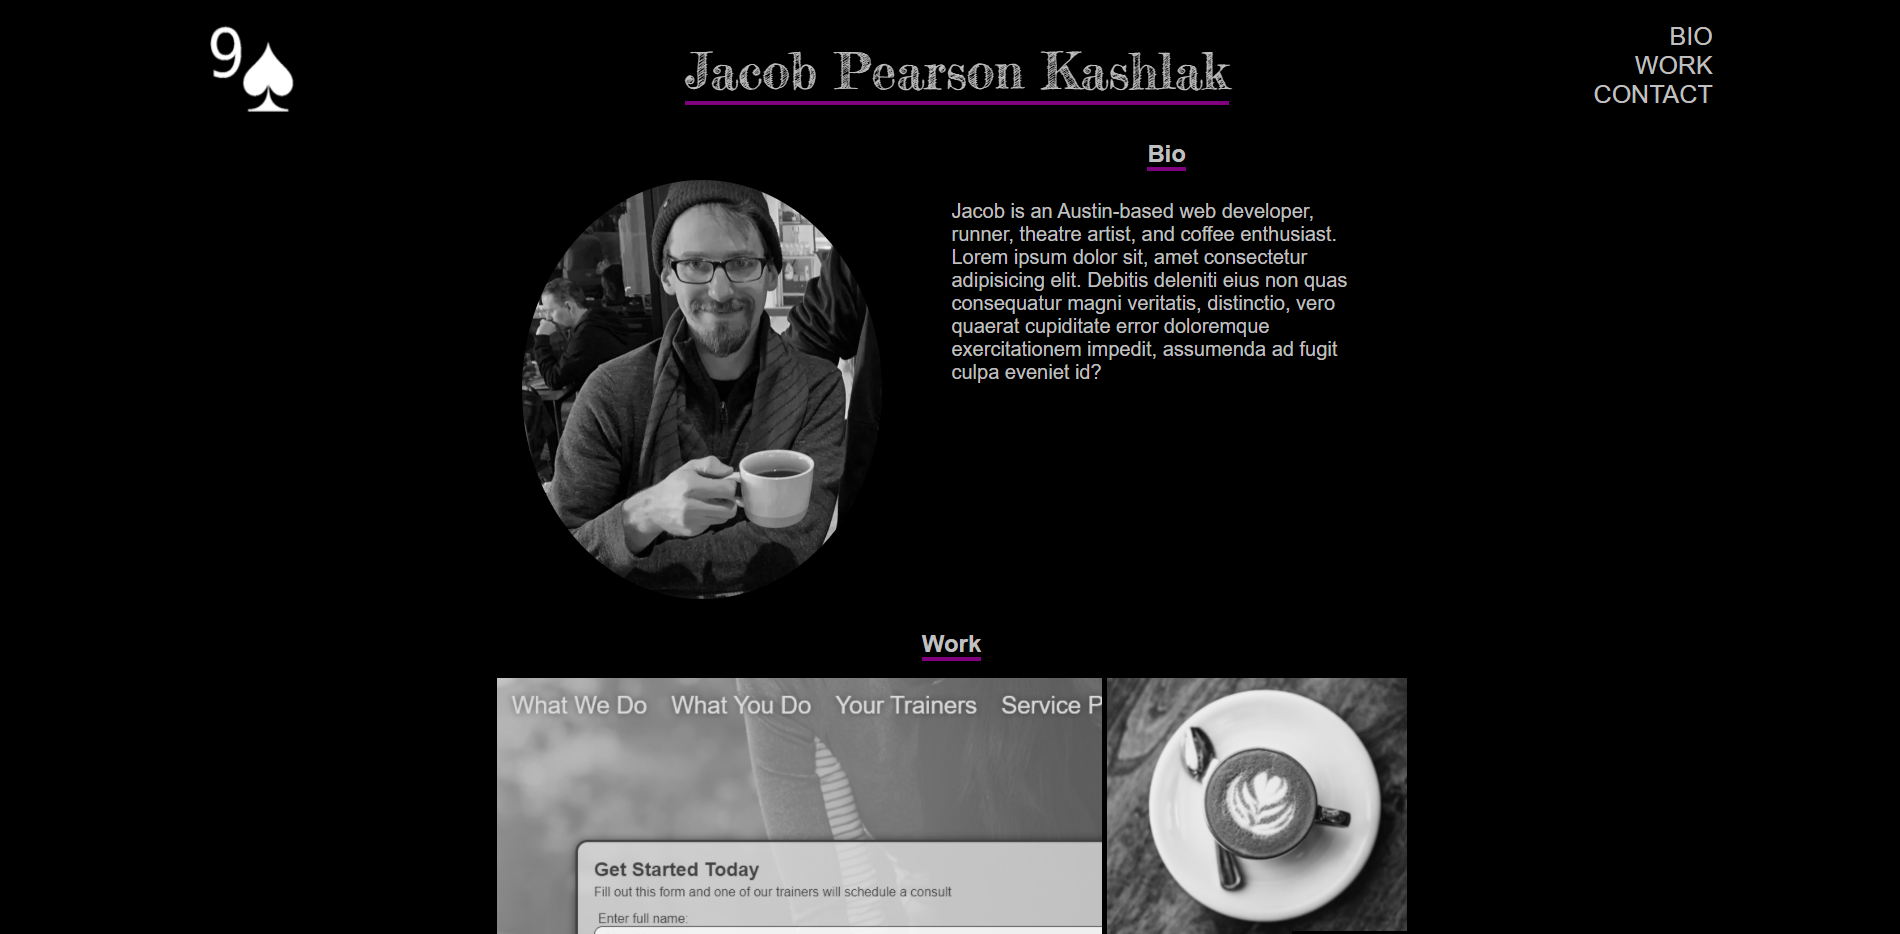 9
Jacob Pearson Kashlak
BIO
WORK
CONTACT
Bio
Jacob is an Austin-based web developer,
runner, theatre artist, and coffee enthusiast.
Lorem ipsum dolor sit, amet consectetur
adipisicing elit. Debitis deleniti eius non quas
consequatur magni veritatis, distinctio, vero
quaerat cupiditate error doloremque
exercitationem impedit, assumenda ad fugit
culpa eveniet id?
Work
What We Do What You Do Your Trainers Service P
Get Started Today
Fill out this form and one of our trainers will schedule a consult
Enter full name: